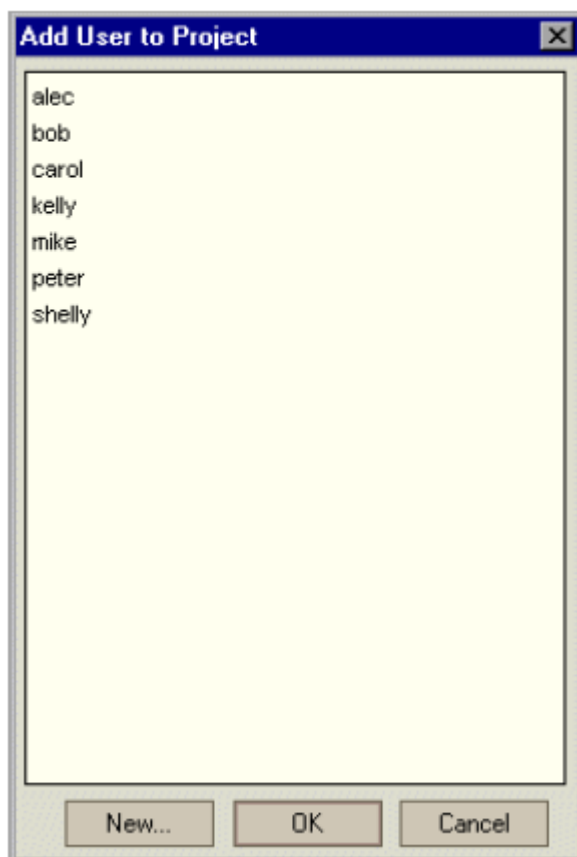 Add User to Project
alec
bob
carol
kelly
mike
peter
shelly
New... OK Cancel